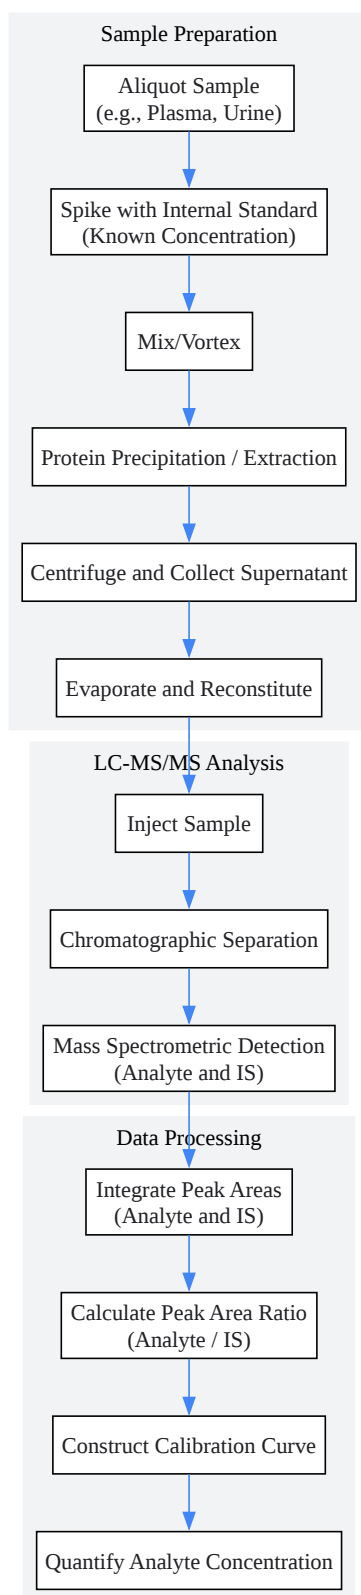 Sample Preparation
Aliquot Sample
(e.g., Plasma, Urine)
Spike with Internal Standard
(Known Concentration)
Mix/Vortex
Protein Precipitation / Extraction
Centrifuge and Collect Supernatant
Evaporate and Reconstitute
LC-MS/MS Analysis
Inject Sample
Chromatographic Separation
Mass Spectrometric Detection
(Analyte and IS)
Data Processing
Integrate Peak Areas
(Analyte and IS)
Calculate Peak Area Ratio
(Analyte / IS)
Construct Calibration Curve
Quantify Analyte Concentration